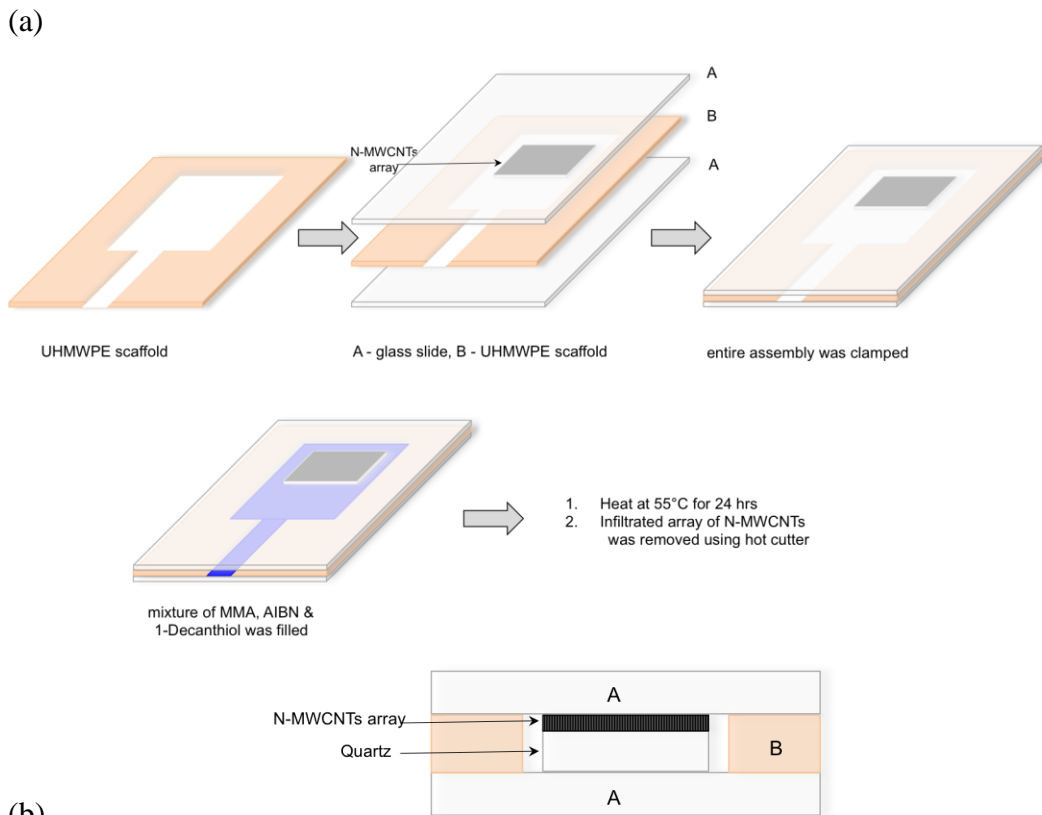 (a)
A
B
N-MWCNTs
array
A
UHMWPE scaffold
A - glass slide, B - UHMWPE scaffold
entire assembly was clamped
1. Heat at 55°C for 24 hrs
2. Infiltrated array of N-MWCNTs
was removed using hot cutter
mixture of MMA, AIBN &
1-Decanthiol was filled
A
N-MWCNTs array
Quartz
B
A
(b)